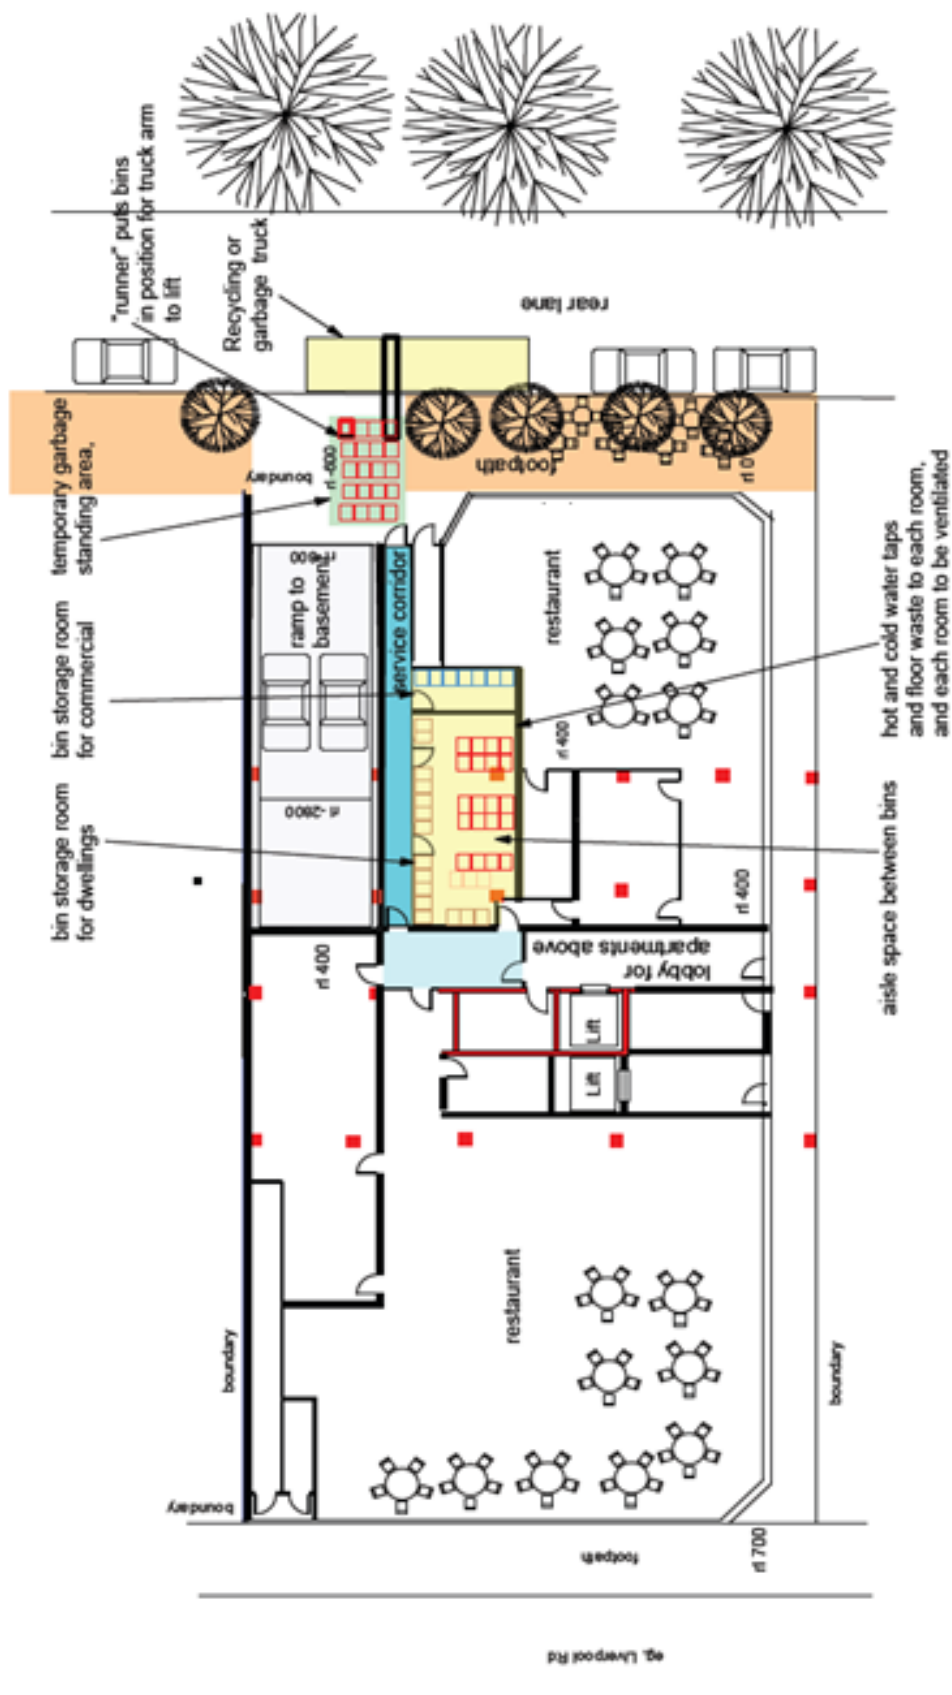 "runner" puts bins
in position for truck arm
to lift
Recycling or
garbage truck
rear lane
temporary garbage
standing area,
boundary
rl -600
footpath
rl 0
bin storage room
for commercial
bin storage room
for dwellings
rl -600
ramp to
basement
rl -2800
service corridor
restaurant
rl 400
hot and cold water taps
and floor waste to each room,
and each room to be ventilated
aisle space between bins
rl 400
rl 400
lobby for
apartments above
Lift
Lift
restaurant
boundary
boundary
boundary
footpath
rl 700
eg. Liverpool Rd